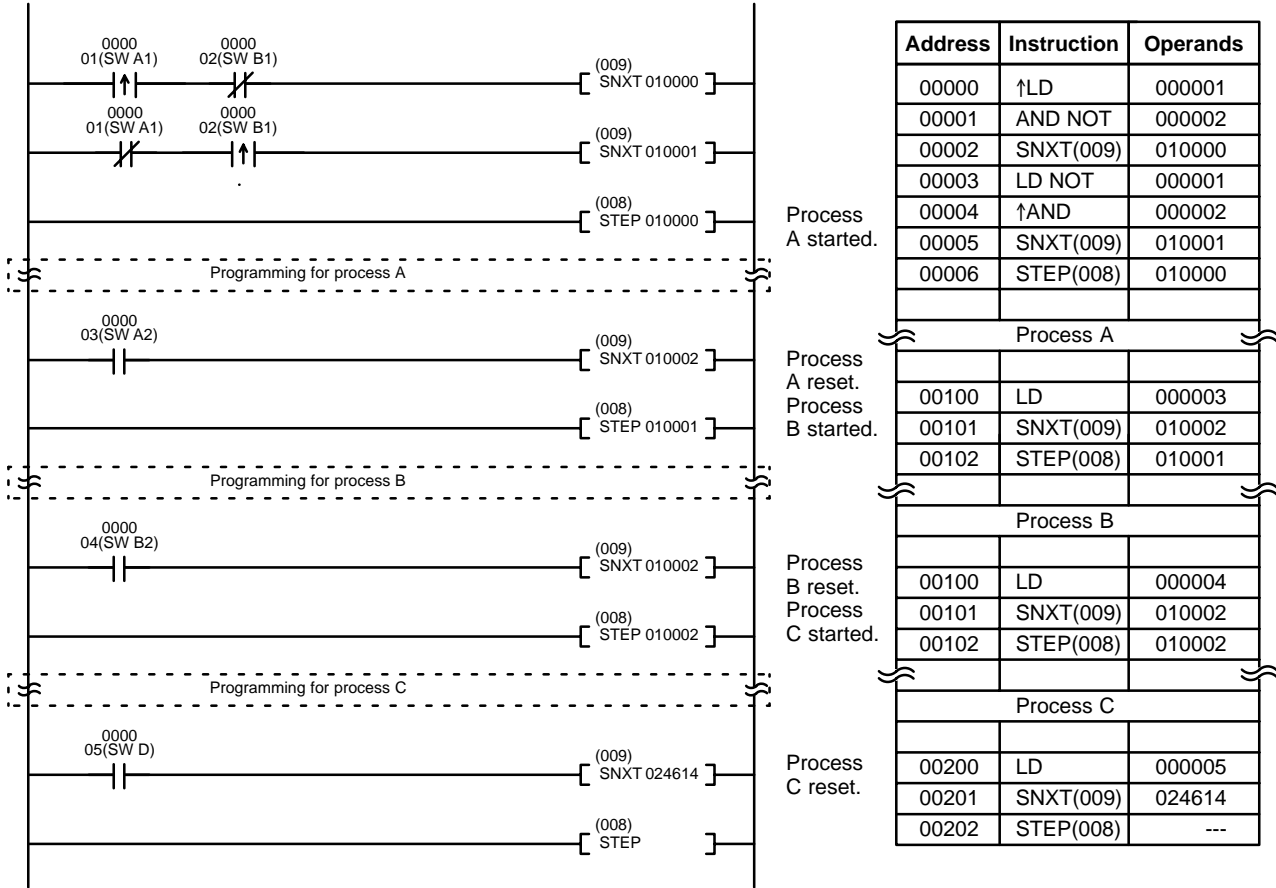 0000
01(SW A1)
0000
02(SW B1)
(009)
SNXT 010000
0000
01(SW A1)
0000
02(SW B1)
(009)
SNXT 010001
(008)
STEP 010000
Process
A started.
Programming for process A
0000
03(SW A2)
(009)
SNXT 010002
Process
A reset.
Process
B started.
(008)
STEP 010001
Programming for process B
0000
04(SW B2)
(009)
SNXT 010002
Process
B reset.
Process
C started.
(008)
STEP 010002
Programming for process C
0000
05(SW D)
(009)
SNXT 024614
Process
C reset.
(008)
STEP
Address Instruction Operands
00000 ↑LD 000001
00001 AND NOT 000002
00002 SNXT(009) 010000
00003 LD NOT 000001
00004 ↑AND 000002
00005 SNXT(009) 010001
00006 STEP(008) 010000
Process A
00100 LD 000003
00101 SNXT(009) 010002
00102 STEP(008) 010001
Process B
00100 LD 000004
00101 SNXT(009) 010002
00102 STEP(008) 010002
Process C
00200 LD 000005
00201 SNXT(009) 024614
00202 STEP(008) ---